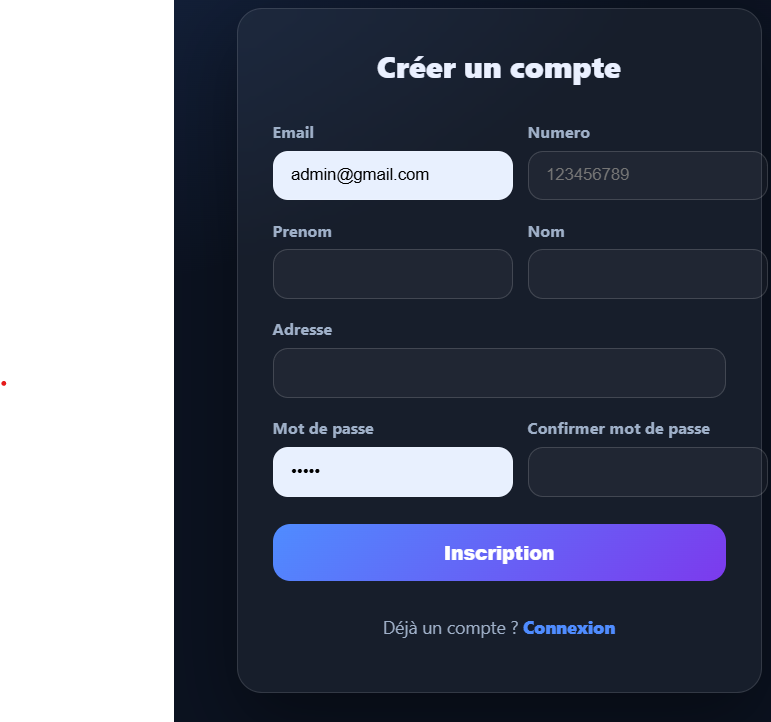 Créer un compte
Email Numero
admin@gmail.com 123456789
Prenom Nom
Adresse
Mot de passe Confirmer mot de passe
•••••
Inscription
Déjà un compte ? Connexion